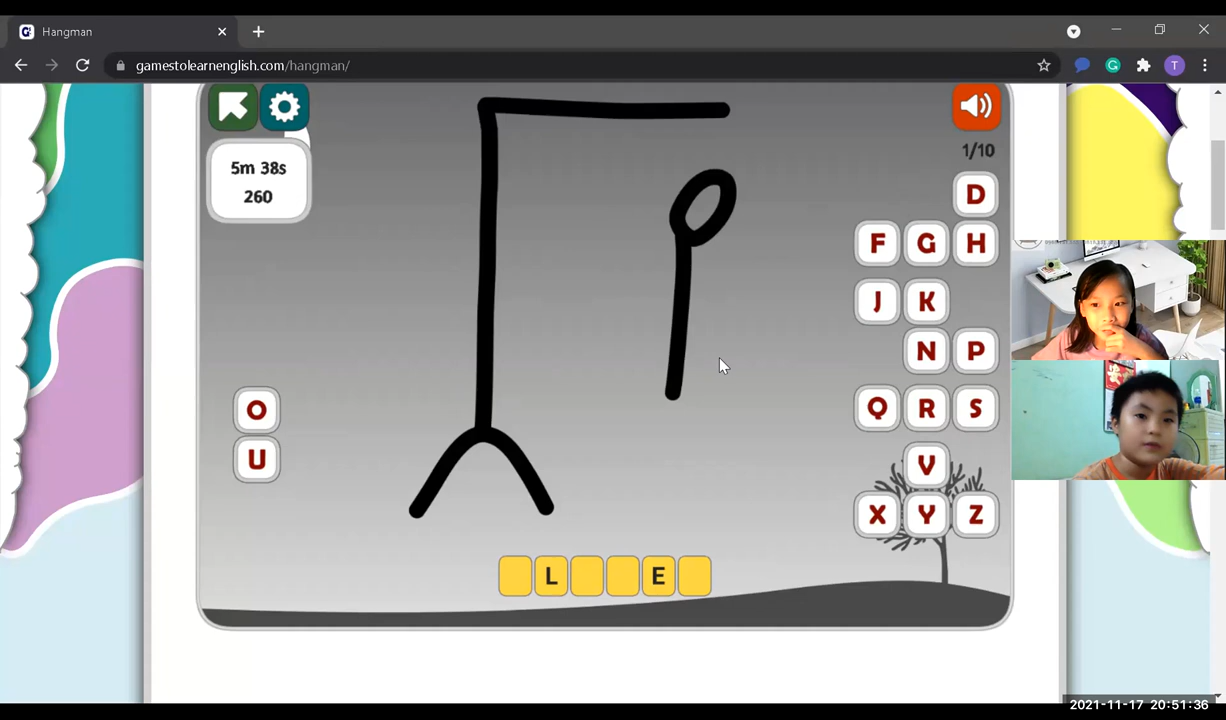 Hangman
gamestolearnenglish.com/hangman/
T
5m 38s
260
1/10
D
F G H
J K
N P
O
Q R S
U
V
X Y Z
L E
2021-11-17 20:51:36